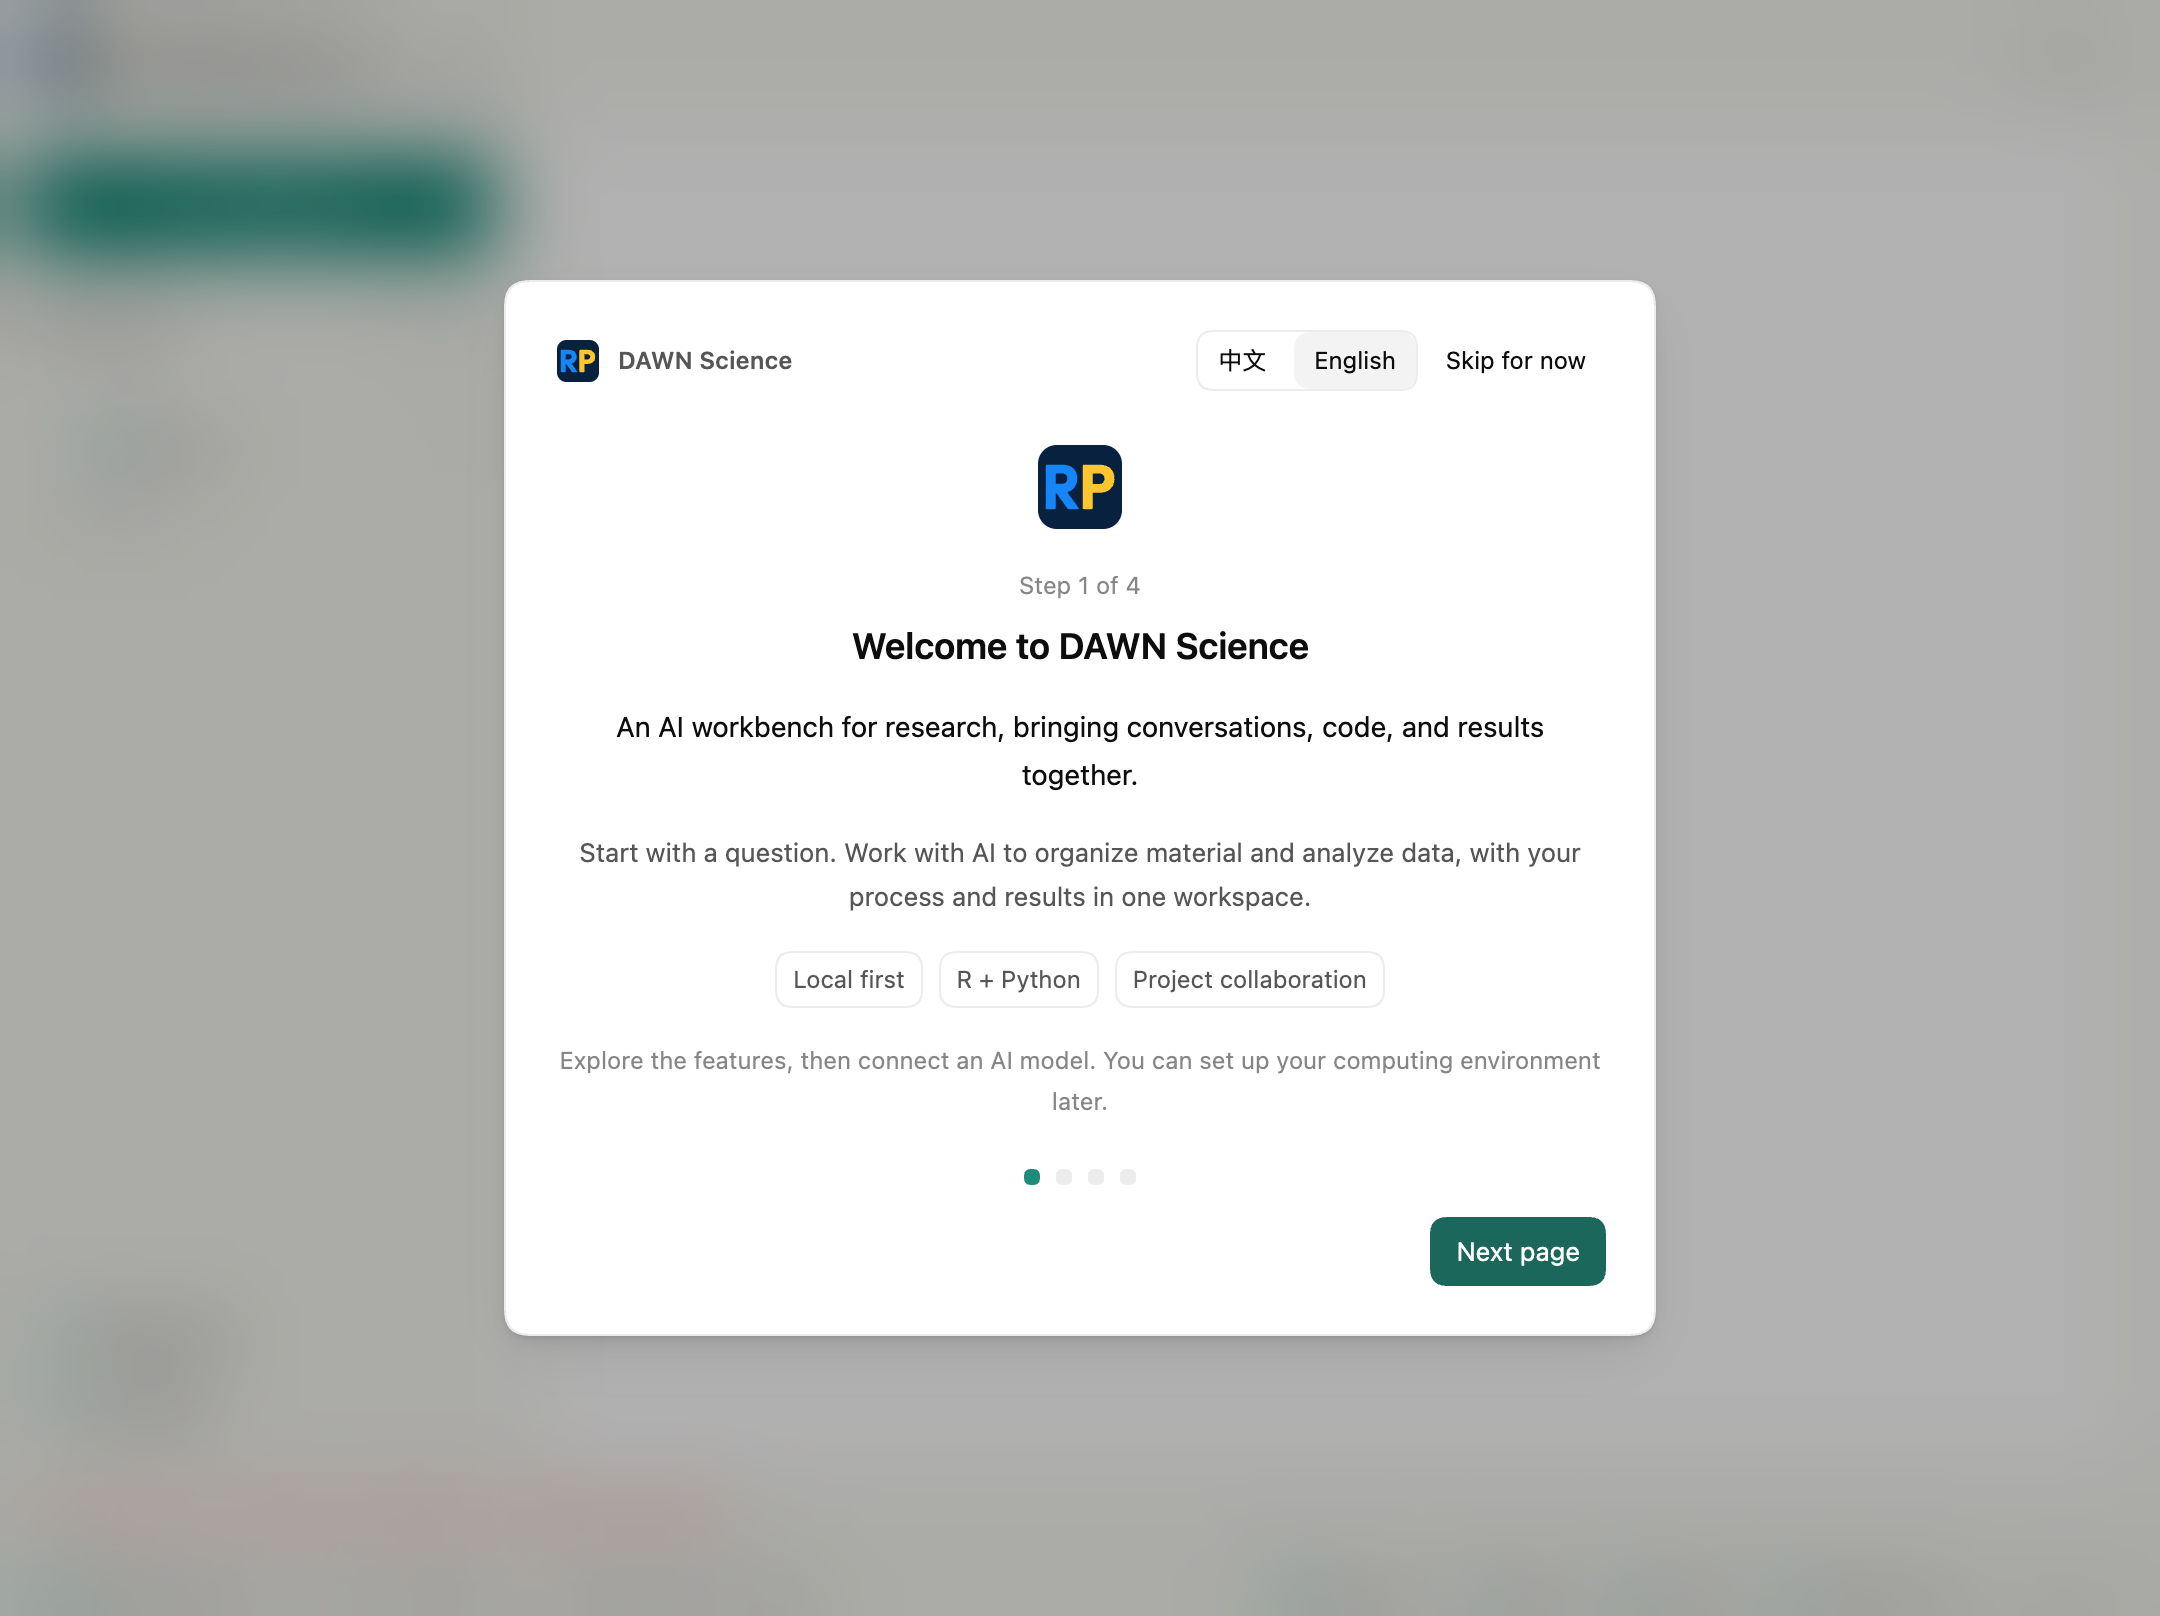 RP DAWN Science 中文 English Skip for now
RP
Step 1 of 4
Welcome to DAWN Science
An AI workbench for research, bringing conversations, code, and results
together.
Start with a question. Work with AI to organize material and analyze data, with your
process and results in one workspace.
Local first R + Python Project collaboration
Explore the features, then connect an AI model. You can set up your computing environment
later.
Next page